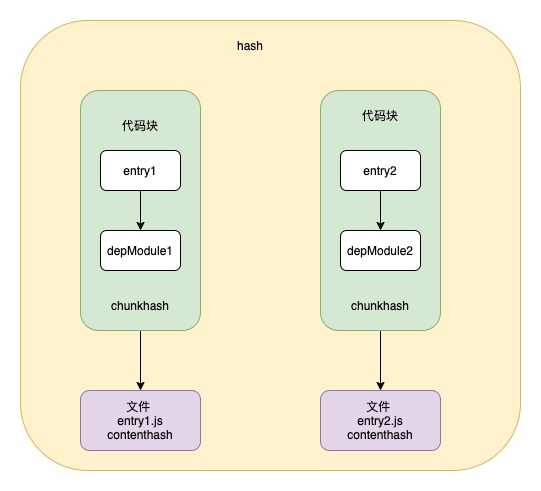 hash
代码块
entry1
depModule1
chunkhash
文件
entry1.js
contenthash
代码块
entry2
depModule2
chunkhash
文件
entry2.js
contenthash